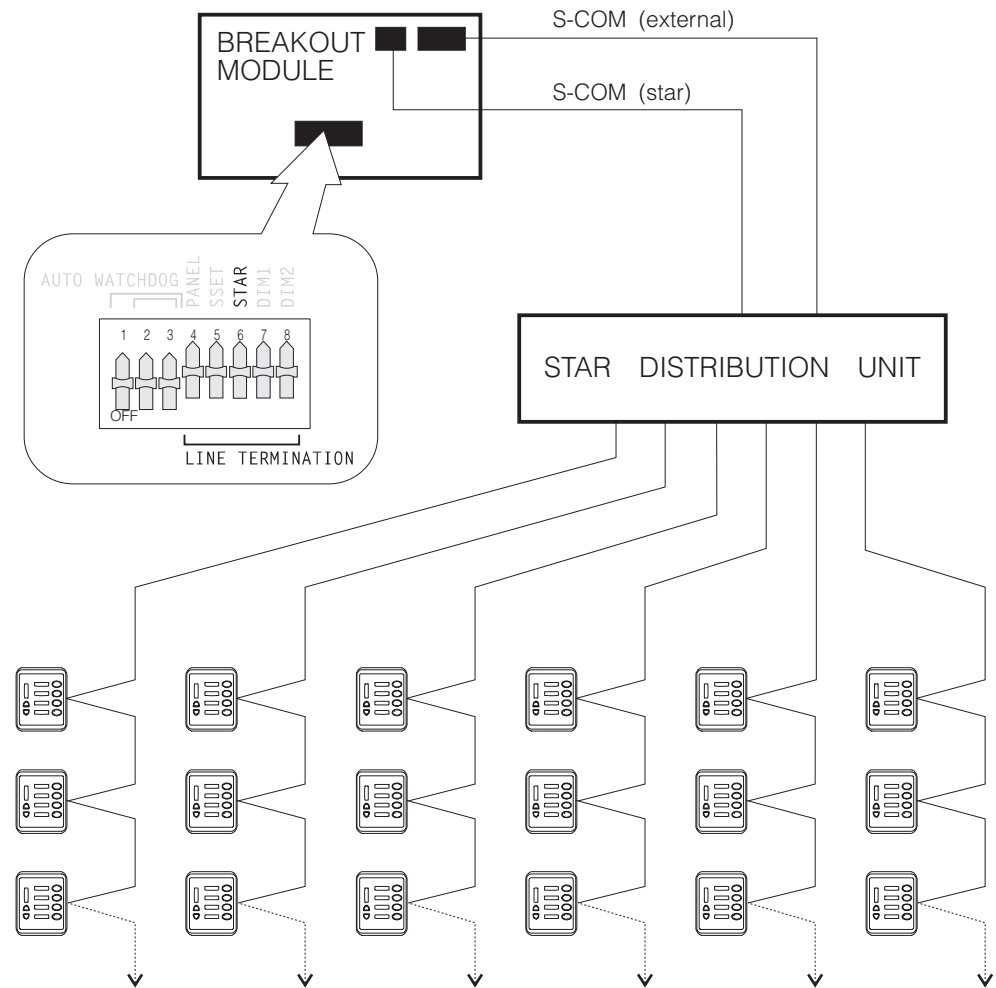 S-COM (external)
BREAKOUT
MODULE
S-COM (star)
AUTO WATCHDOG
PANEL
SSET
STAR
DIM1
DIM2
1 2 3 4 5 6 7 8
OFF
LINE TERMINATION
STAR DISTRIBUTION UNIT